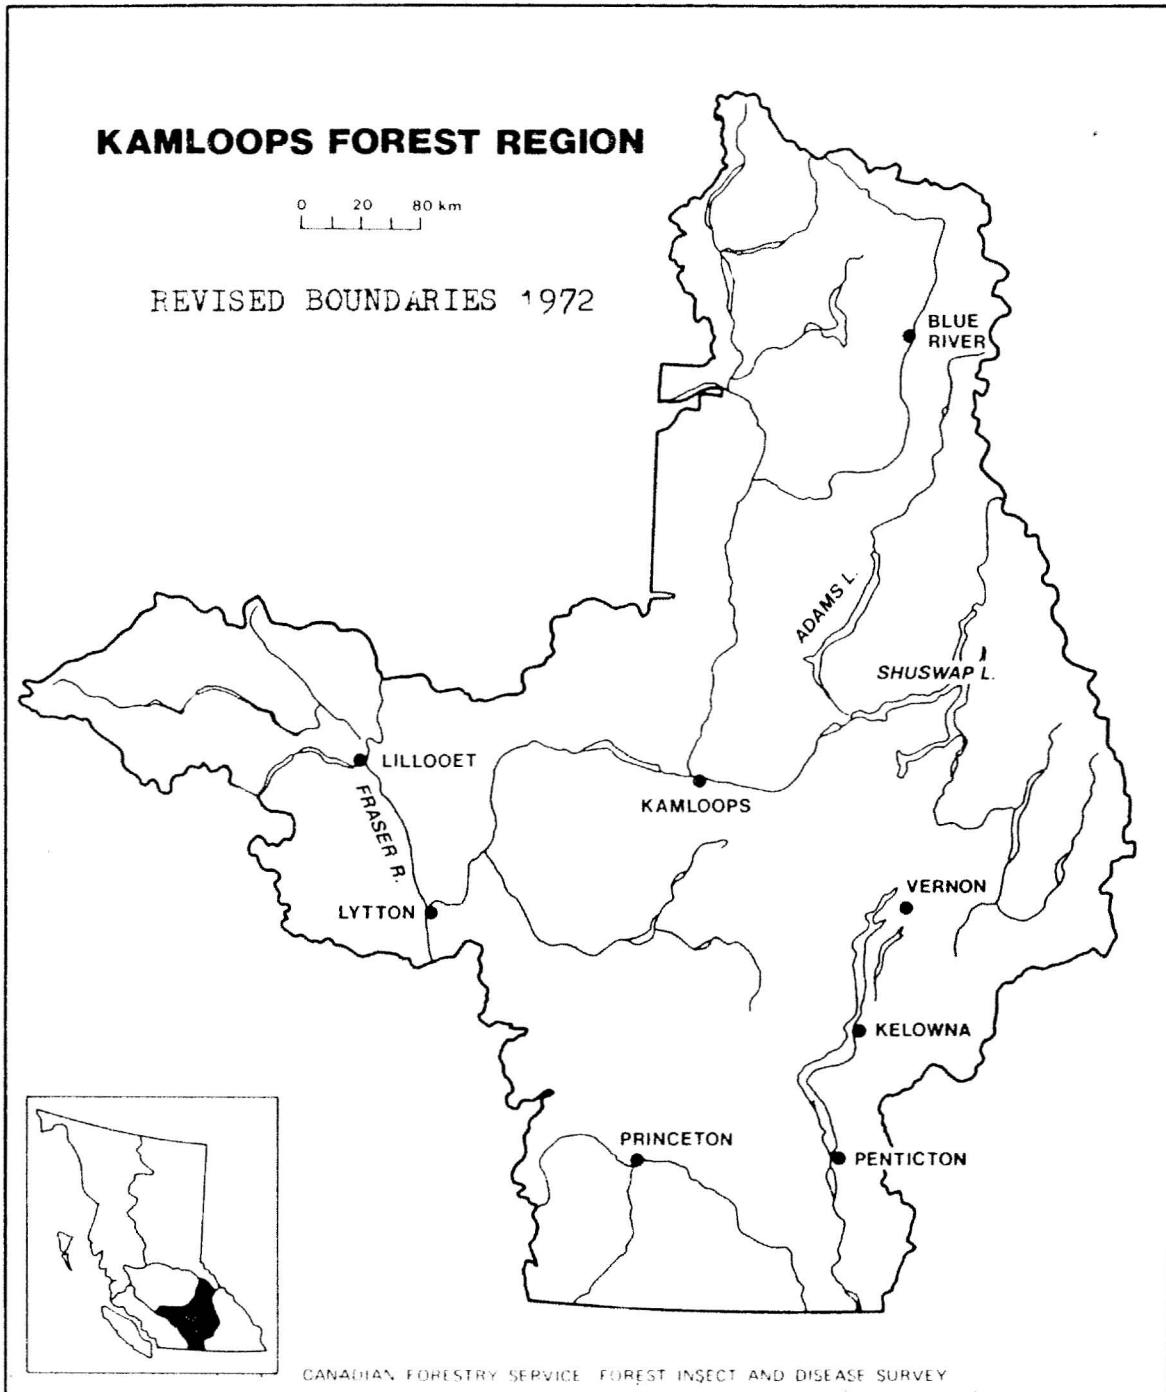 KAMLOOPS FOREST REGION
0 20 80 km
REVISED BOUNDARIES 1972
BLUE
RIVER
ADAMS L.
SHUSWAP L.
LILLOOET
KAMLOOPS
FRASER R.
VERNON
LYTTON
KELOWNA
PRINCETON
PENTICTON
CANADIAN FORESTRY SERVICE FOREST INSECT AND DISEASE SURVEY